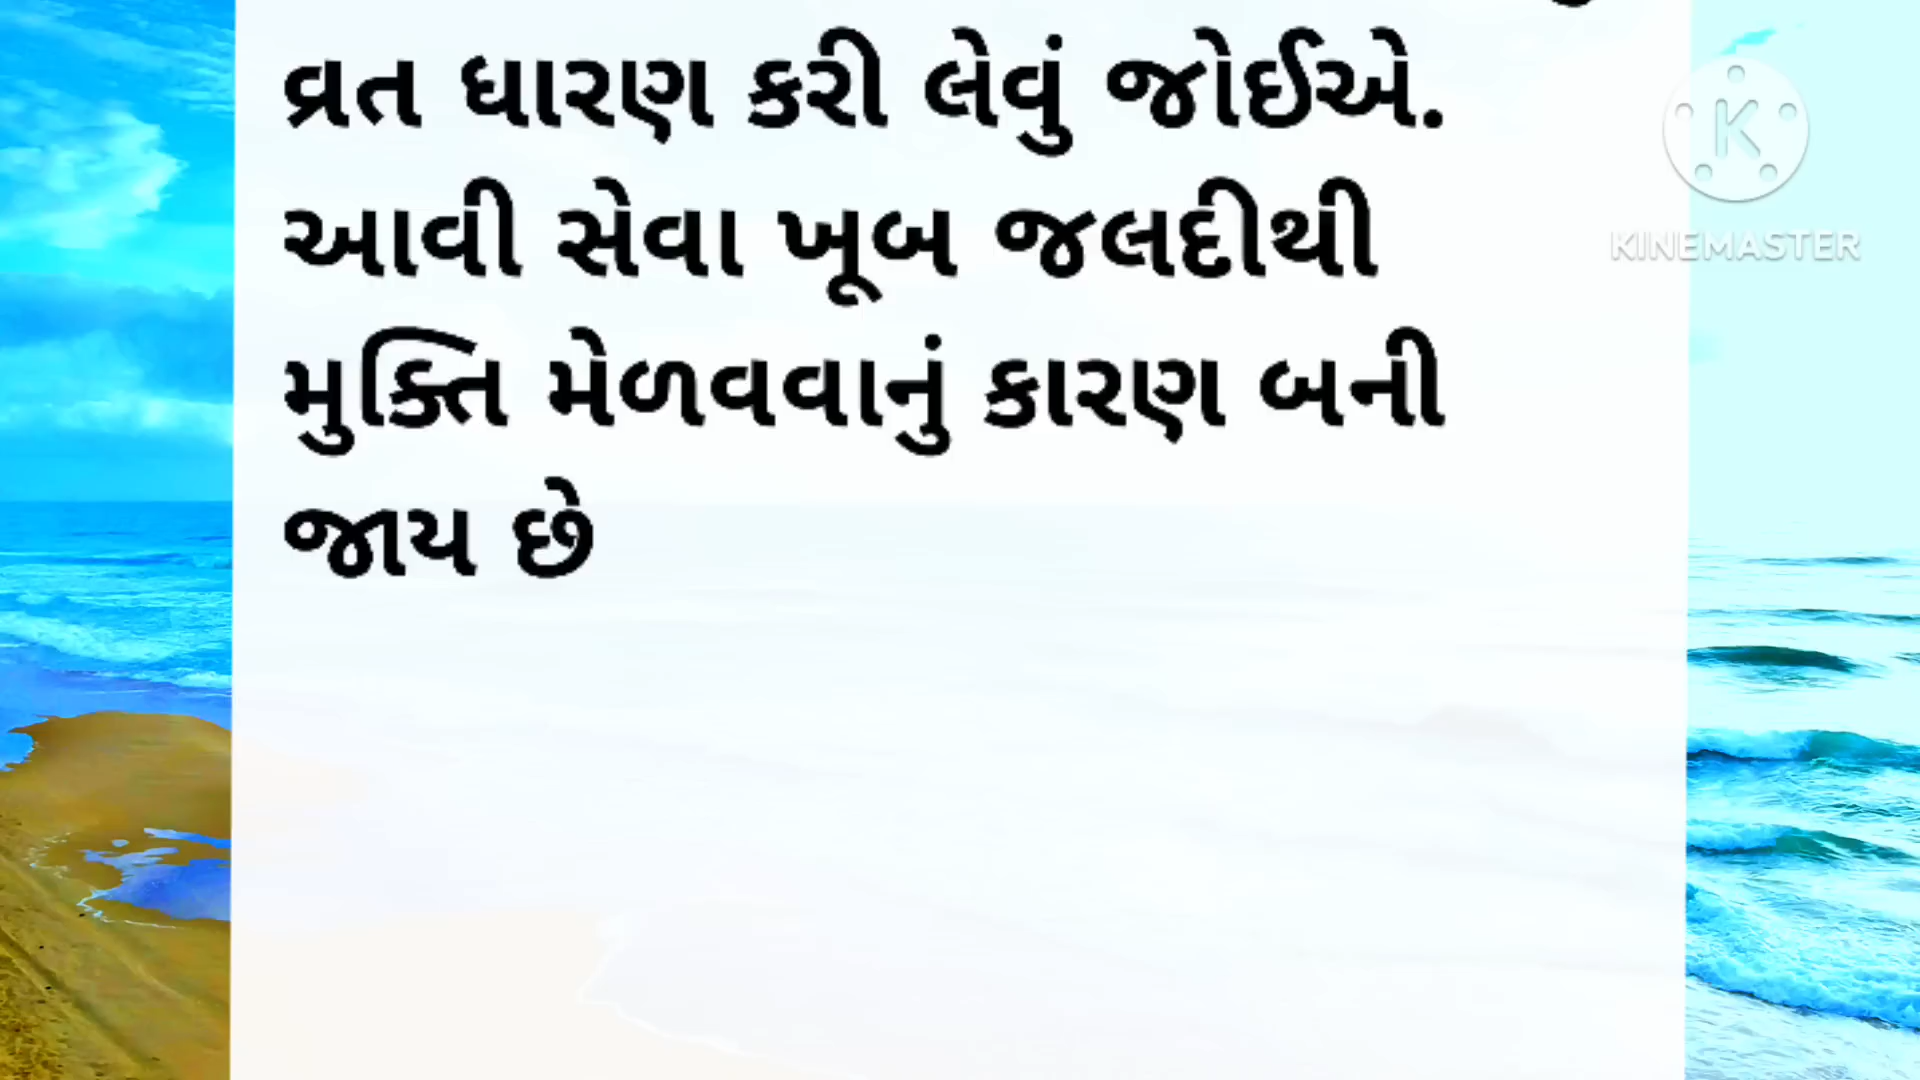 વ્રત ધારણ કરી લેવું જોઈએ.
આવી સેવા ખૂબ જલદીથી
મુક્તિ મેળવવાનું કારણ બની
જાય છે
K
KINEMASTER